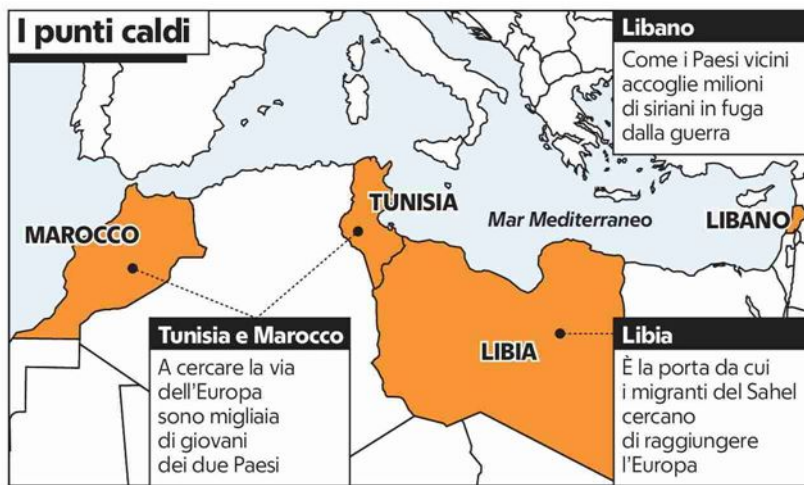 I punti caldi
Libano
Come i Paesi vicini
accoglie milioni
di siriani in fuga
dalla guerra
MAROCCO
TUNISIA
Mar Mediterraneo
LIBANO
LIBIA
Tunisia e Marocco
A cercare la via
dell'Europa
sono migliaia
di giovani
dei due Paesi
Libia
È la porta da cui
i migranti del Sahel
cercano
di raggiungere
l'Europa